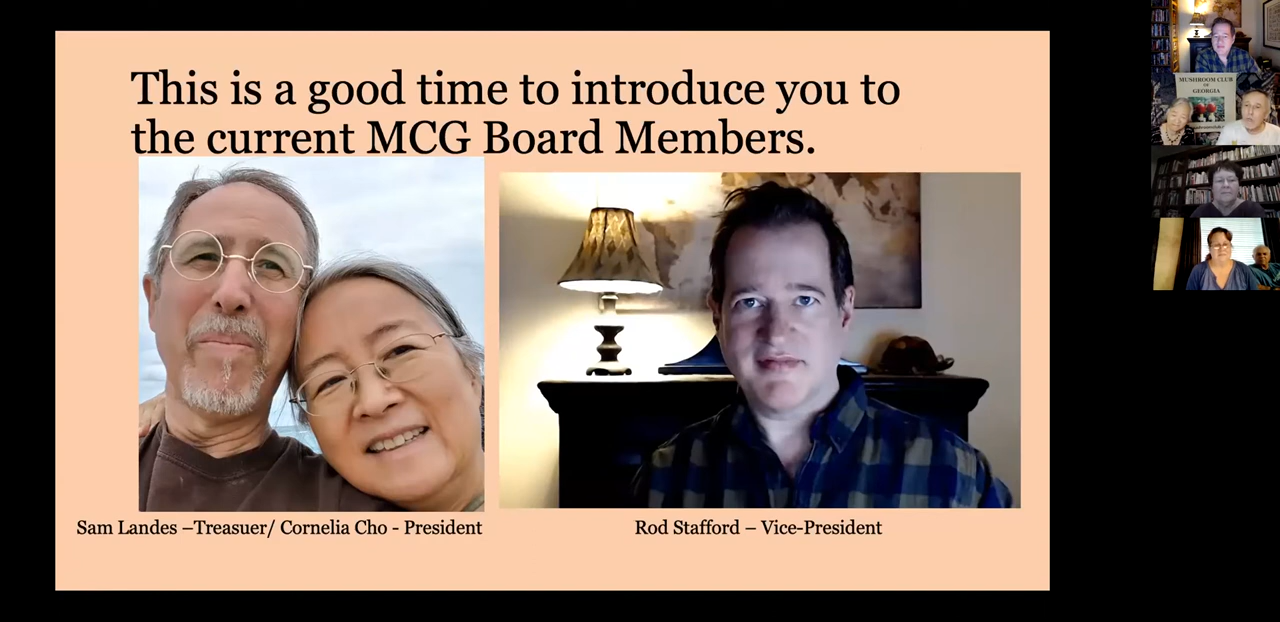 This is a good time to introduce you to
the current MCG Board Members.
Sam Landes –Treasuer/ Cornelia Cho - President
Rod Stafford – Vice-President
MUSHROOM CLUB
OF
GEORGIA